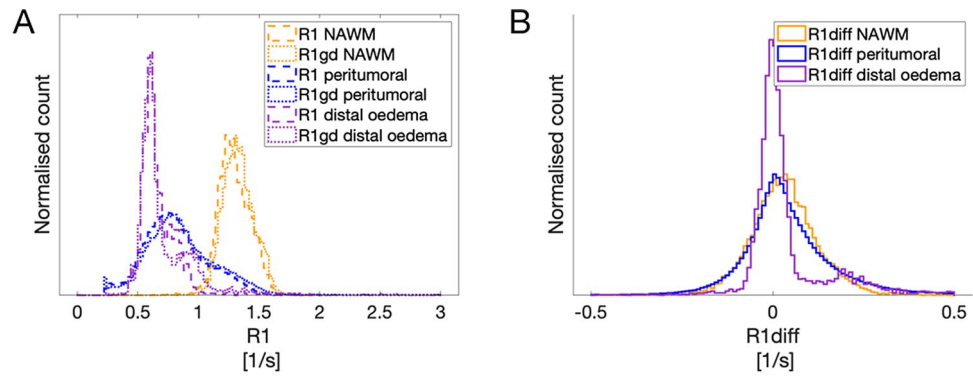 A
Normalised count
R1 NAWM
R1gd NAWM
R1 peritumoral
R1gd peritumoral
R1 distal oedema
R1gd distal oedema
0 0.5 1 1.5 2 2.5 3
R1
[1/s]
B
Normalised count
R1diff NAWM
R1diff peritumoral
R1diff distal oedema
-0.5 0 0.5
R1diff
[1/s]